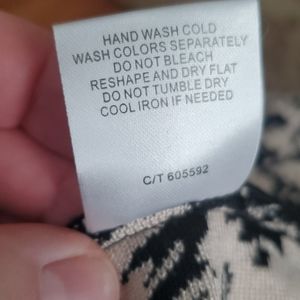 HAND WASH COLD
WASH COLORS SEPARATELY
DO NOT BLEACH
RESHAPE AND DRY FLAT
DO NOT TUMBLE DRY
COOL IRON IF NEEDED
C/T 605592